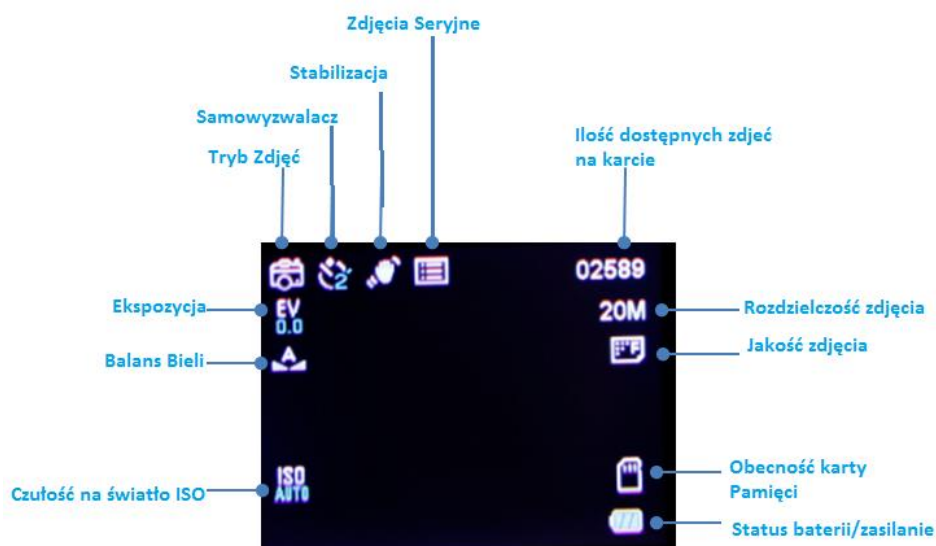 Zdjęcia Seryjne
Stabilizacja
Samowyzwalacz
Tryb Zdjęć
Ilość dostępnych zdjeć
na karcie
2
02589
Ekspozycja
EV
0.0
20M
Rozdzielczość zdjęcia
Balans Bieli
A
F
Jakość zdjęcia
Czułość na światło ISO
ISO
AUTO
Obecność karty
Pamięci
Status baterii/zasilanie